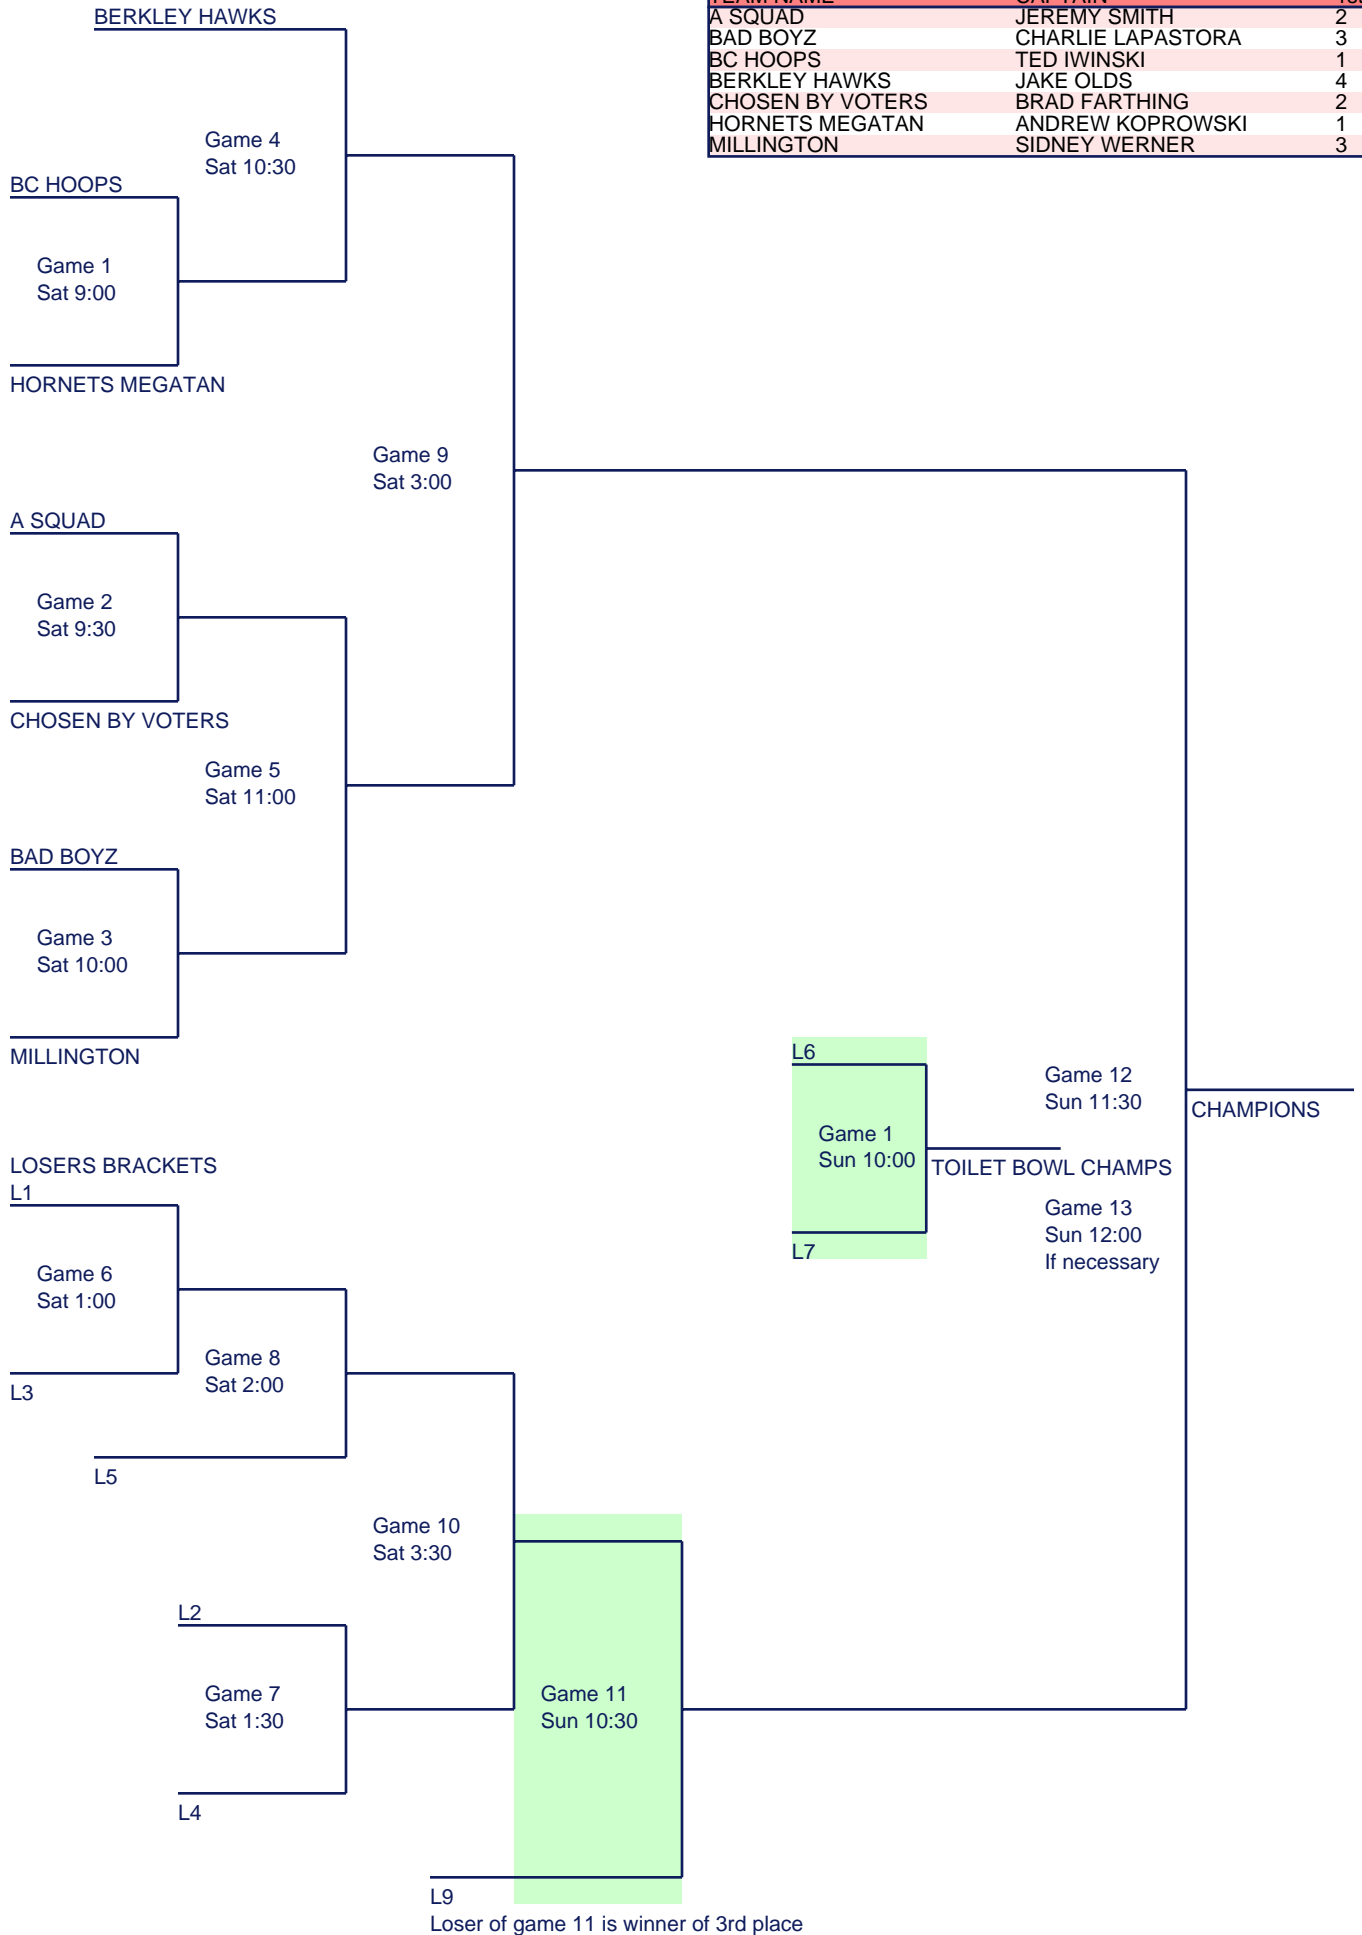 BERKLEY HAWKS
A SQUAD JEREMY SMITH 2
BAD BOYZ CHARLIE LAPASTORA 3
BC HOOPS TED IWINSKI 1
BERKLEY HAWKS JAKE OLDS 4
CHOSEN BY VOTERS BRAD FARTHING 2
HORNETS MEGATAN ANDREW KOPROWSKI 1
MILLINGTON SIDNEY WERNER 3
Game 4
Sat 10:30
BC HOOPS
Game 1
Sat 9:00
HORNETS MEGATAN
Game 9
Sat 3:00
A SQUAD
Game 2
Sat 9:30
CHOSEN BY VOTERS
Game 5
Sat 11:00
BAD BOYZ
Game 3
Sat 10:00
MILLINGTON
L6
Game 12
Sun 11:30
CHAMPIONS
Game 1
Sun 10:00
TOILET BOWL CHAMPS
L7
Game 13
Sun 12:00
If necessary
LOSERS BRACKETS
L1
Game 6
Sat 1:00
L3
Game 8
Sat 2:00
L5
Game 10
Sat 3:30
L2
Game 7
Sat 1:30
L4
Game 11
Sun 10:30
L9
Loser of game 11 is winner of 3rd place